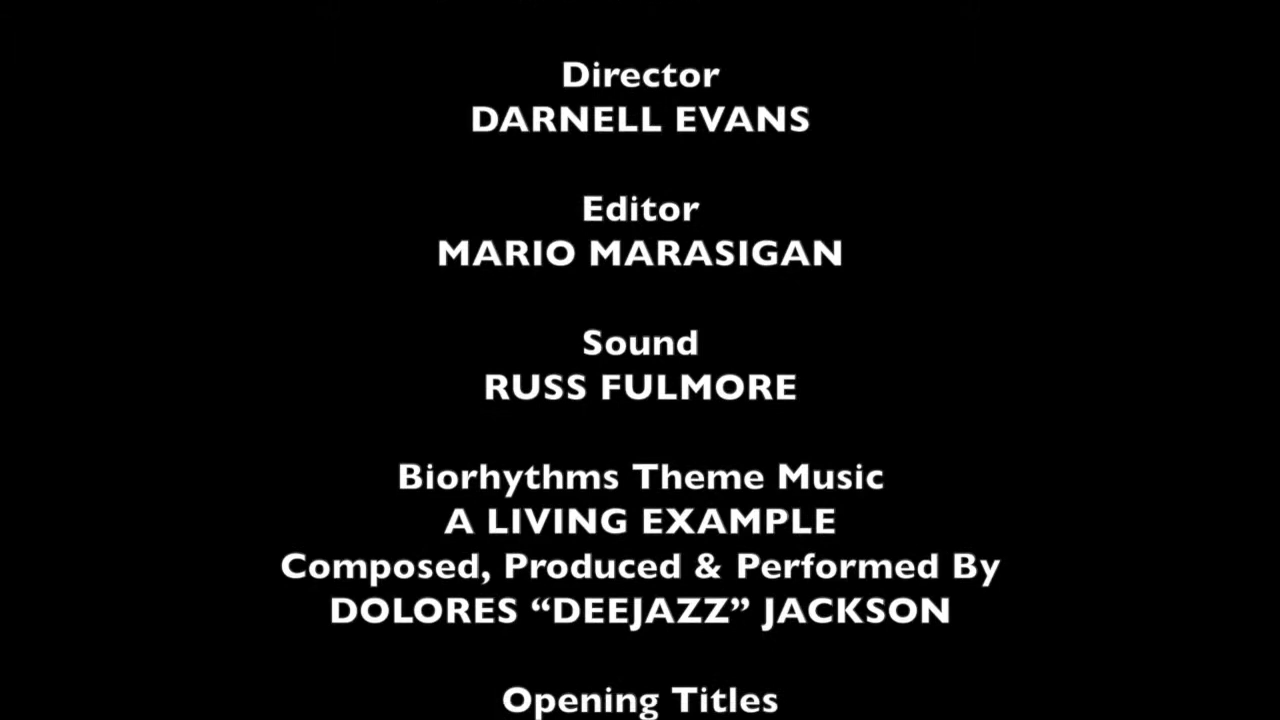 Director
DARNELL EVANS
Editor
MARIO MARASIGAN
Sound
RUSS FULMORE
Biorhythms Theme Music
A LIVING EXAMPLE
Composed, Produced & Performed By
DOLORES “DEEJAZZ” JACKSON
Opening Titles